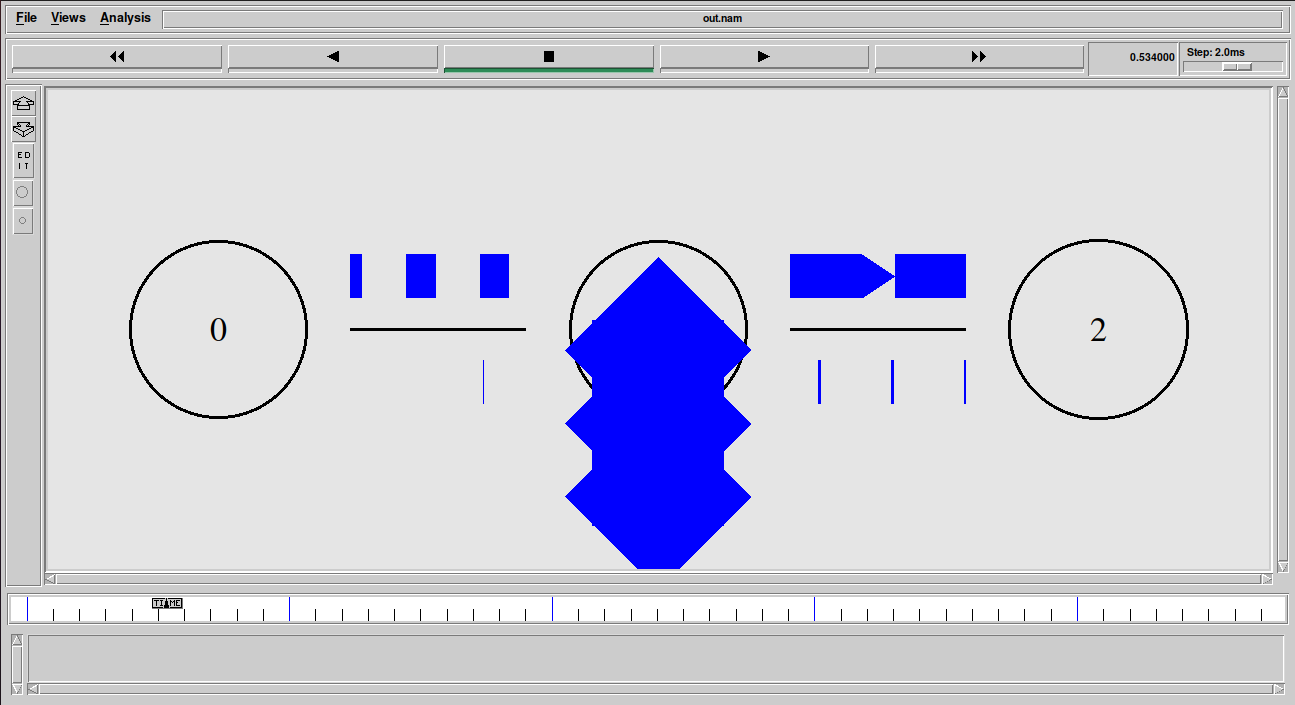 File Views Analysis out.nam
0.534000 Step: 2.0ms
ED
IT
0 2
TIME